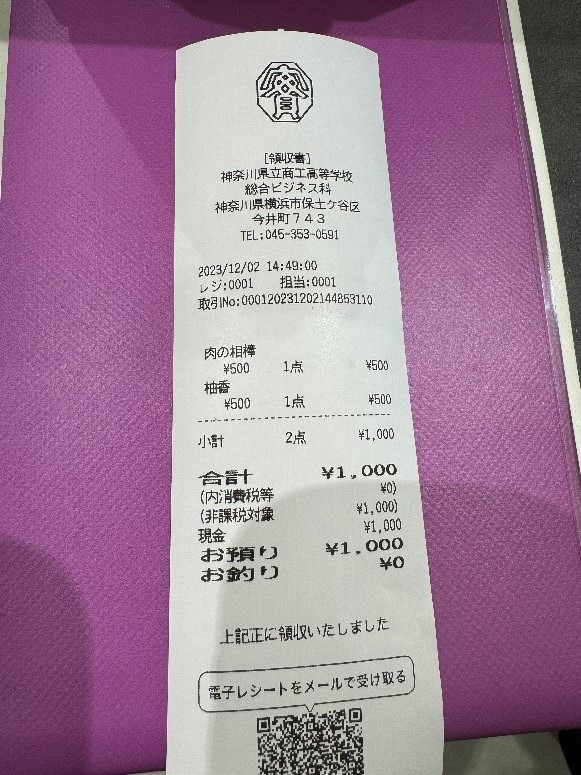 [領収書]
神奈川県立商工高等学校
総合ビジネス科
神奈川県横浜市保土ケ谷区
今井町743
TEL:045-353-0591
2023/12/02 14:49:00
レジ:0001 担当:0001
取引No:000120231202144853110
肉の相棒
¥500 1点 ¥500
柚香
¥500 1点 ¥500
小計 2点 ¥1,000
合計 ¥1,000
(内消費税等 ¥0)
(非課税対象 ¥1,000)
現金 ¥1,000
お預り ¥1,000
お釣り ¥0
上記正に領収いたしました
電子レシートをメールで受け取る